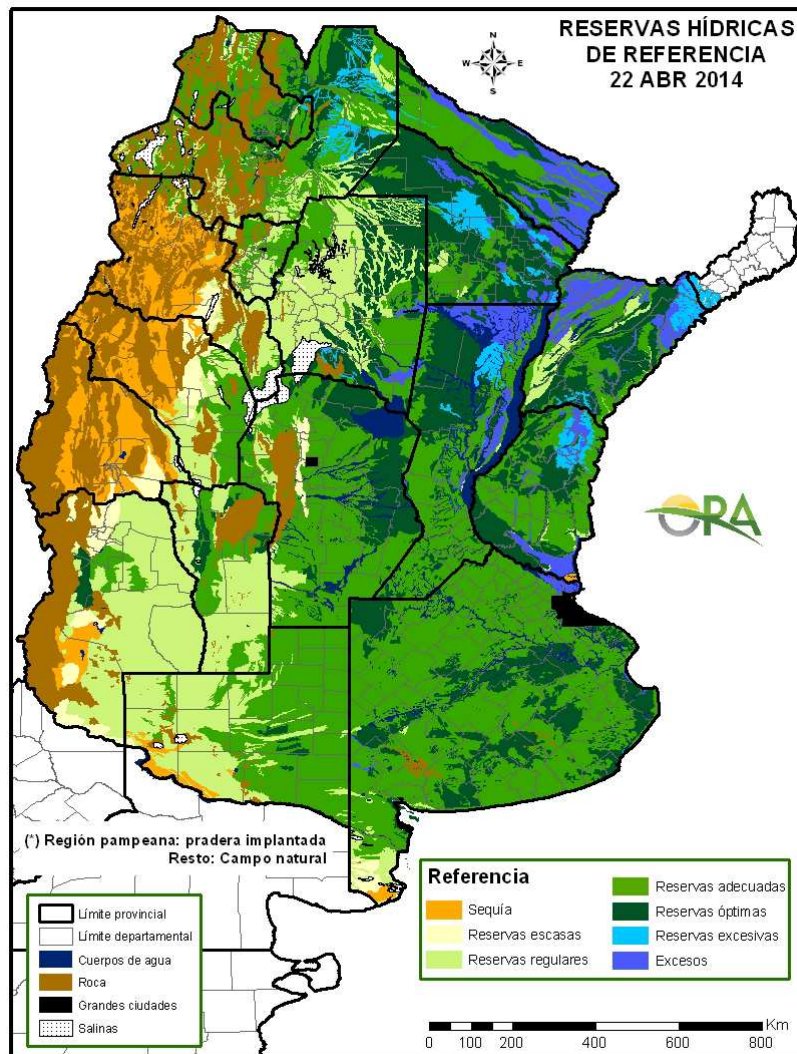 RESERVAS HÍDRICAS
DE REFERENCIA
22 ABR 2014
N
W E
S
ORA
(*) Región pampeana: pradera implantada
Resto: Campo natural
Límite provincial
Límite departamental
Cuerpos de agua
Roca
Grandes ciudades
Salinas
Referencia
Sequía
Reservas escasas
Reservas regulares
Reservas adecuadas
Reservas óptimas
Reservas excesivas
Excesos
Km
0 100 200 400 600 800